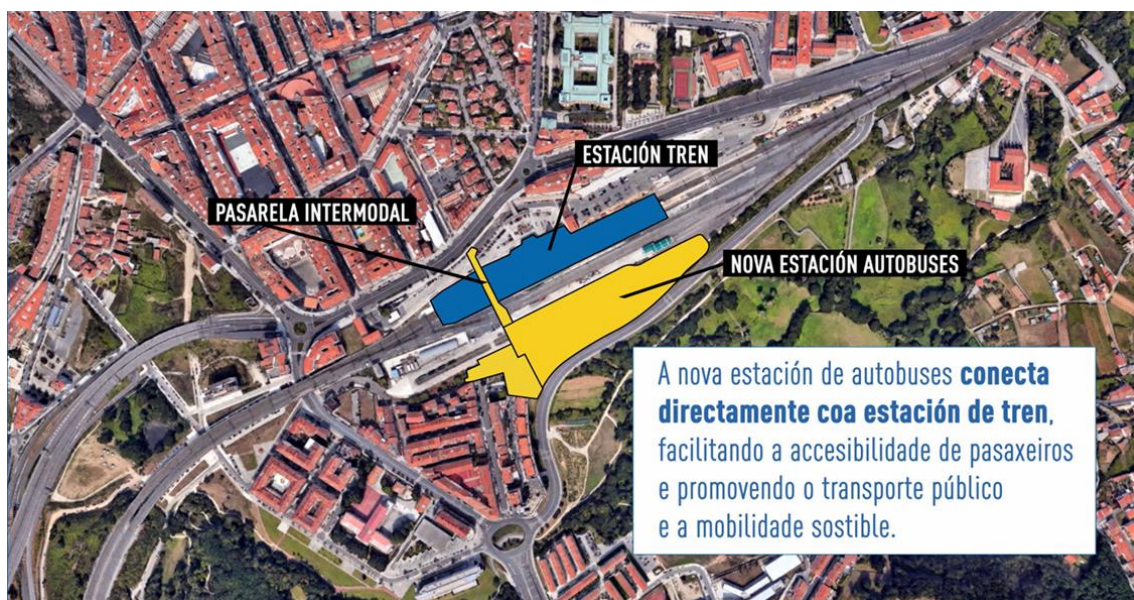 ESTACIÓN TREN
PASARELA INTERMODAL
NOVA ESTACIÓN AUTOBUSES
A nova estación de autobuses conecta
directamente coa estación de tren,
facilitando a accesibilidade de pasaxeiros
e promovendo o transporte público
e a mobilidade sostible.